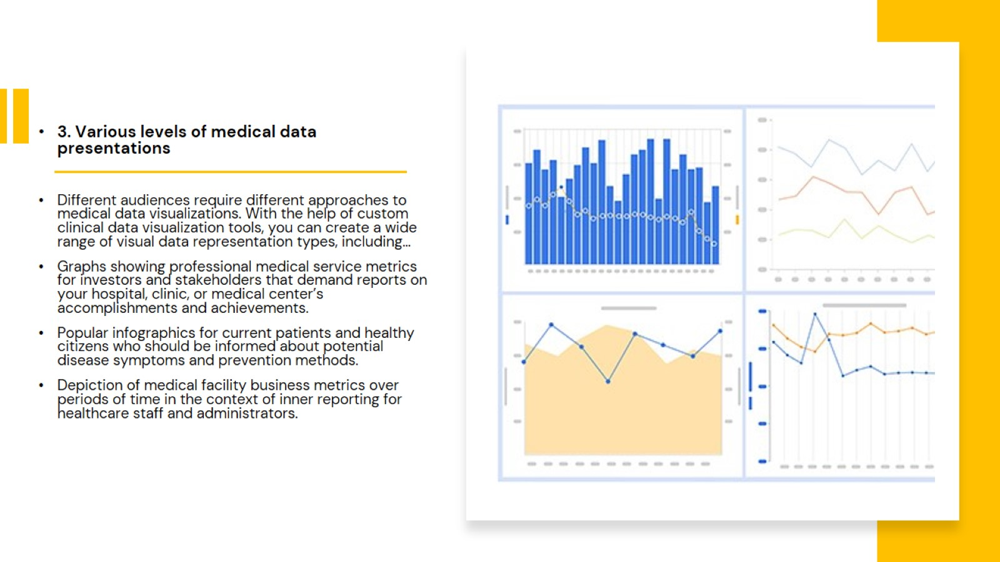 • 3. Various levels of medical data
presentations
• Different audiences require different approaches to
medical data visualizations. With the help of custom
clinical data visualization tools, you can create a wide
range of visual data representation types, including...
• Graphs showing professional medical service metrics
for investors and stakeholders that demand reports on
your hospital, clinic, or medical center’s
accomplishments and achievements.
• Popular infographics for current patients and healthy
citizens who should be informed about potential
disease symptoms and prevention methods.
• Depiction of medical facility business metrics over
periods of time in the context of inner reporting for
healthcare staff and administrators.